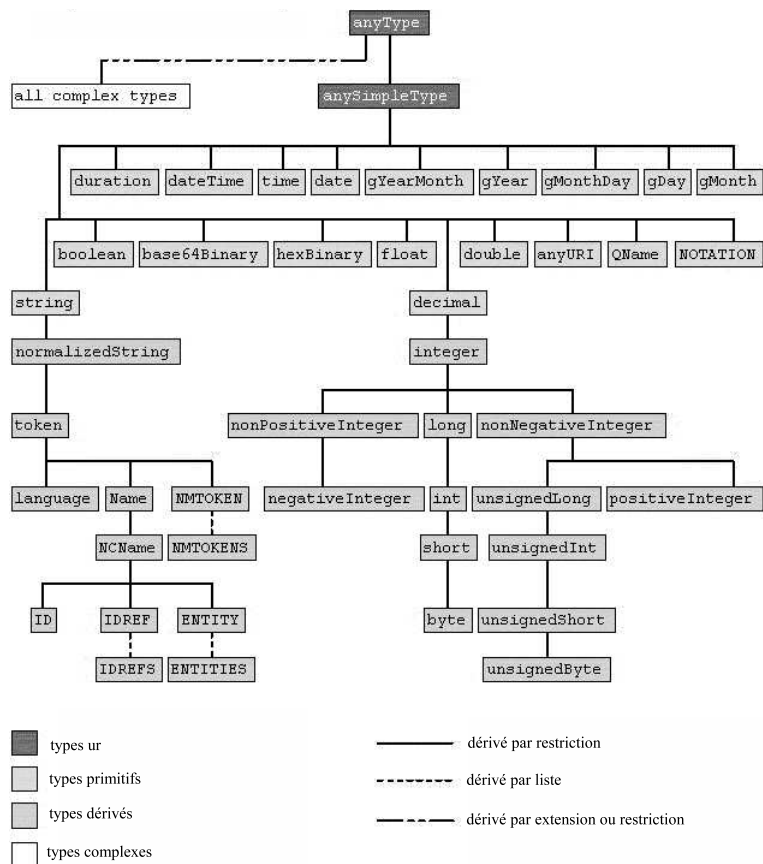 anyType
all complex types
anySimpleType
duration dateTime time date gYearMonth gYear gMonthDay gDay gMonth
boolean base64Binary hexBinary float double anyURI QName NOTATION
string decimal
normalizedString integer
token nonPositiveInteger long nonNegativeInteger
language Name NMTOKEN negativeInteger int unsignedLong positiveInteger
NCName NMTOKENS short unsignedInt
ID IDREF ENTITY byte unsignedShort
IDREFS ENTITIES unsignedByte
types ur
types primitifs
types dérivés
types complexes
dérivé par restriction
dérivé par liste
dérivé par extension ou restriction